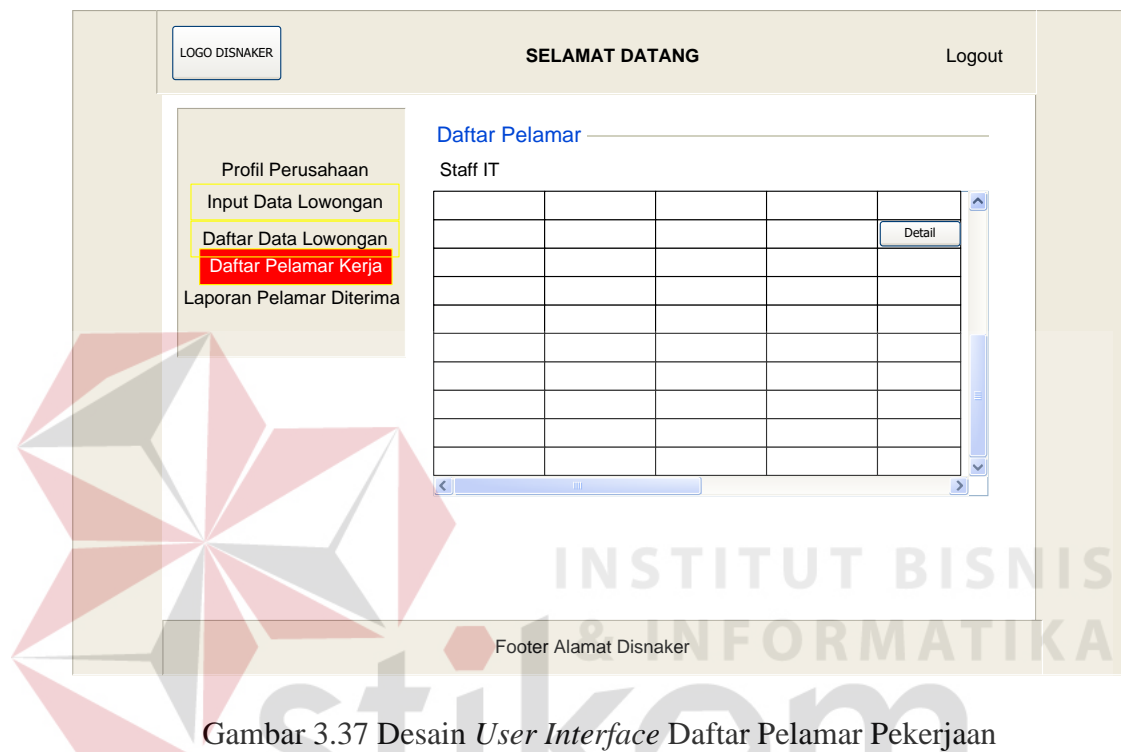 LOGO DISNAKER
SELAMAT DATANG
Logout
Profil Perusahaan
Input Data Lowongan
Daftar Data Lowongan
Daftar Pelamar Kerja
Laporan Pelamar Diterima
Daftar Pelamar
Staff IT
Detail
INSTITUT BISNIS
& INFORMATIKA
stikom
Footer Alamat Disnaker
Gambar 3.37 Desain User Interface Daftar Pelamar Pekerjaan